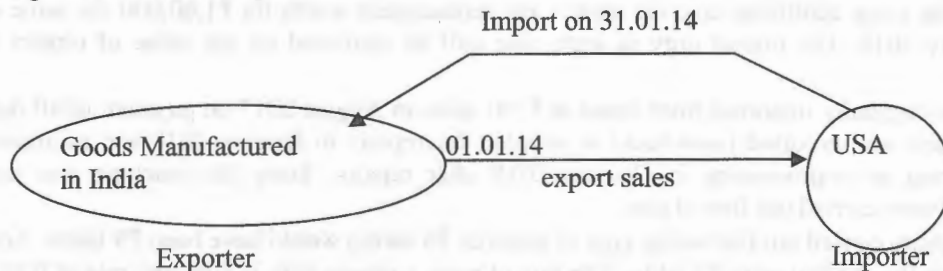 Import on 31.01.14
Goods Manufactured
in India
01.01.14
export sales
USA
Exporter
Importer